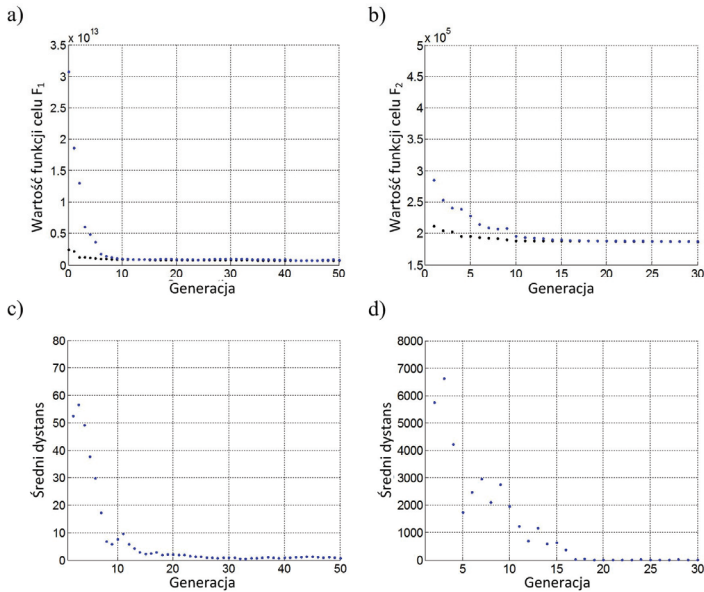 a)
x 10^13
3.5
3
2.5
2
1.5
1
0.5
0
0 10 20 30 40 50
Wartość funkcji celu F₁
Generacja
b)
x 10^5
5
4.5
4
3.5
3
2.5
2
1.5
0 5 10 15 20 25 30
Wartość funkcji celu F₂
Generacja
c)
80
70
60
50
40
30
20
10
0
10 20 30 40 50
Średni dystans
Generacja
d)
8000
7000
6000
5000
4000
3000
2000
1000
0
5 10 15 20 25 30
Średni dystans
Generacja